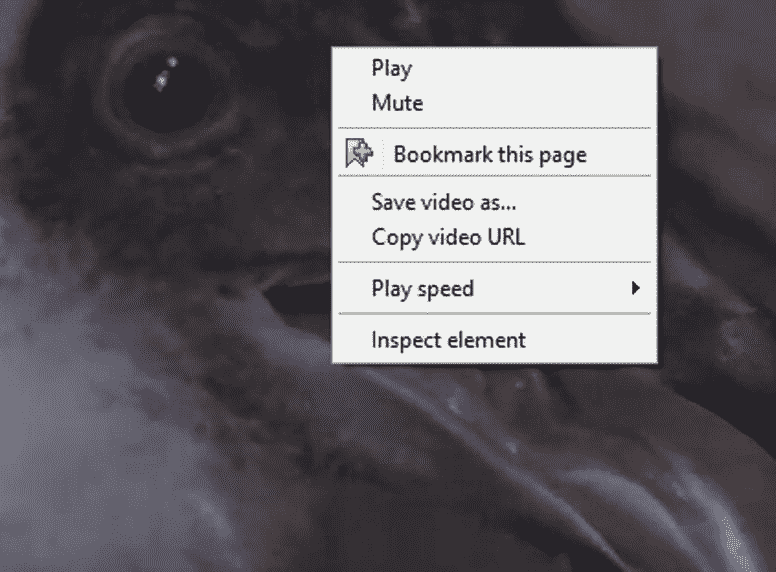 Play
Mute
Bookmark this page
Save video as...
Copy video URL
Play speed
Inspect element